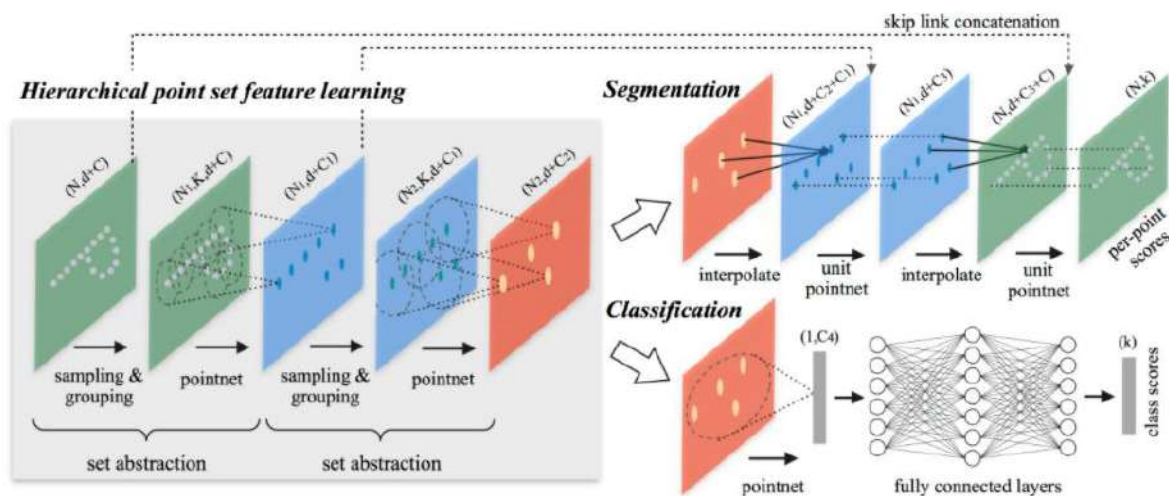 skip link concatenation
Hierarchical point set feature learning
Segmentation
(N,d+C)
(N₁,K,d+C)
(N₁,d+C₁)
(N₂,K,d+C₁)
(N₂,d+C₂)
(N₁,d+C₂+C₁)
(N₁,d+C₃)
(N,d+C₃+C)
(N,k)
per-point
scores
interpolate
unit
pointnet
interpolate
unit
pointnet
sampling &
grouping
pointnet
sampling &
grouping
pointnet
set abstraction
set abstraction
Classification
(1,C₄)
(k)
class scores
pointnet
fully connected layers